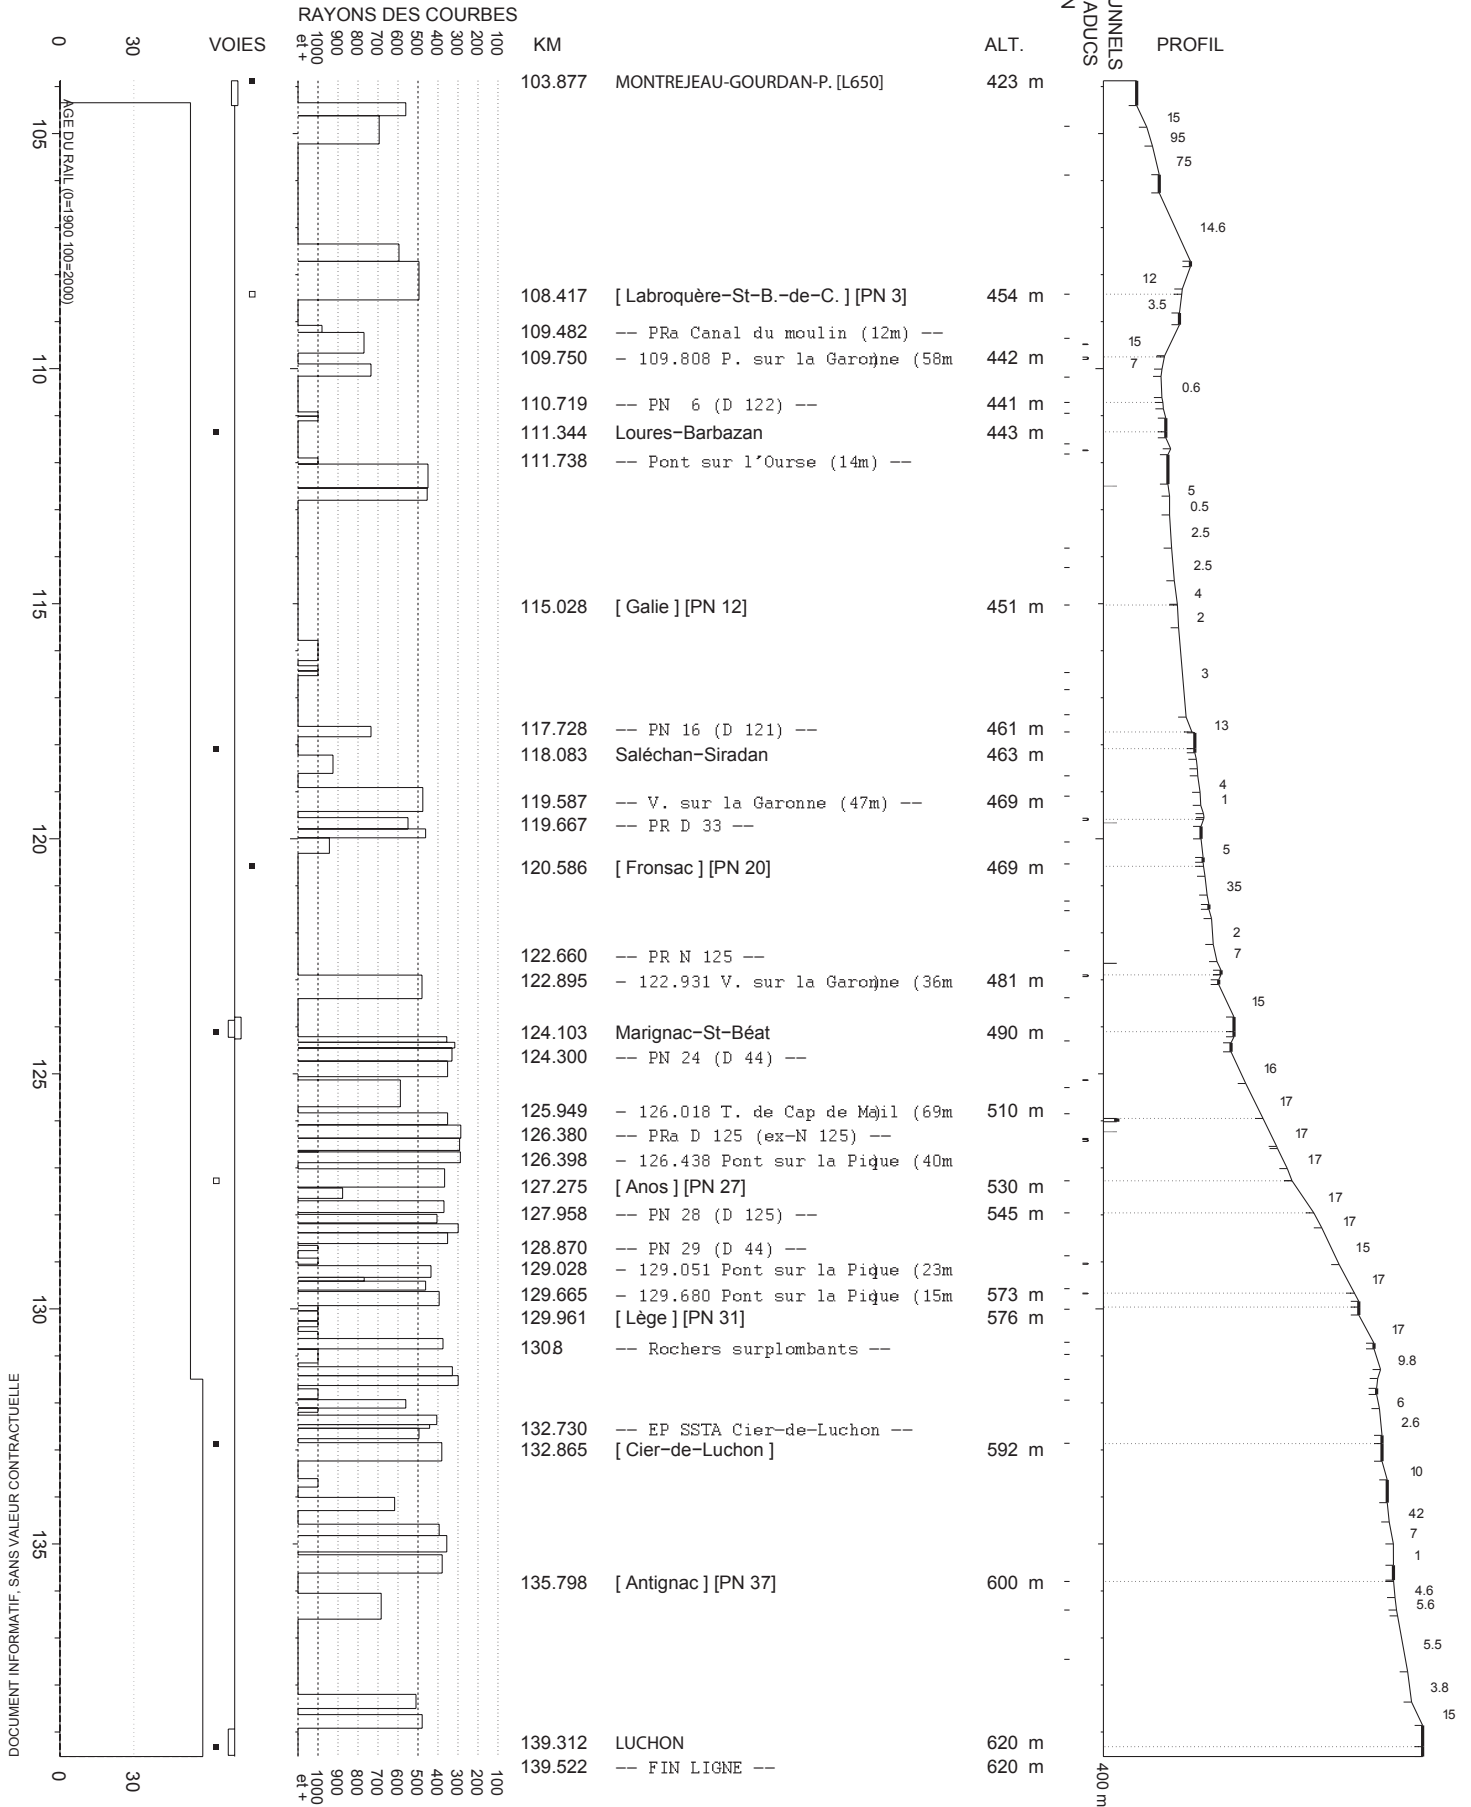 RAYONS DES COURBES
UNNELS
ADUCS
N
0
30
VOIES
et +
1000
900
800
700
600
500
400
300
200
100
KM
ALT.
PROFIL
103.877 MONTREJEAU-GOURDAN-P. [L650] 423 m
AGE DU RAIL (0=1900 100=2000)
15
95
105
75
14.6
12
108.417 [ Labroquère−St−B.−de−C. ] [PN 3] 454 m
3.5
109.482 −− PRa Canal du moulin (12m) −−
15
109.750 − 109.808 P. sur la Garonne (58m) 442 m
7
110
0.6
110.719 −− PN 6 (D 122) −− 441 m
111.344 Loures−Barbazan 443 m
111.738 −− Pont sur l'Ourse (14m) −−
5
0.5
2.5
2.5
4
115
115.028 [ Galie ] [PN 12] 451 m
2
3
13
117.728 −− PN 16 (D 121) −− 461 m
118.083 Saléchan−Siradan 463 m
4
1
119.587 −− V. sur la Garonne (47m) −− 469 m
119.667 −− PR D 33 −−
120
5
120.586 [ Fronsac ] [PN 20] 469 m
35
2
7
122.660 −− PR N 125 −−
122.895 − 122.931 V. sur la Garonne (36m) 481 m
15
124.103 Marignac−St−Béat 490 m
124.300 −− PN 24 (D 44) −−
16
125
17
125.949 − 126.018 T. de Cap de Mail (69m) 510 m
17
126.380 −− PRa D 125 (ex−N 125) −−
126.398 − 126.438 Pont sur la Pique (40m)
17
127.275 [ Anos ] [PN 27] 530 m
17
127.958 −− PN 28 (D 125) −− 545 m
17
128.870 −− PN 29 (D 44) −−
15
129.028 − 129.051 Pont sur la Pique (23m)
17
129.665 − 129.680 Pont sur la Pique (15m) 573 m
130
129.961 [ Lège ] [PN 31] 576 m
17
130.8 −− Rochers surplombants −−
9.8
6
2.6
132.730 −− EP SSTA Cier−de−Luchon −−
132.865 [ Cier−de−Luchon ] 592 m
10
42
7
135
1
135.798 [ Antignac ] [PN 37] 600 m
4.6
5.6
5.5
3.8
15
139.312 LUCHON 620 m
139.522 −− FIN LIGNE −− 620 m
DOCUMENT INFORMATIF, SANS VALEUR CONTRACTUELLE
0
30
et +
1000
900
800
700
600
500
400
300
200
100
400 m